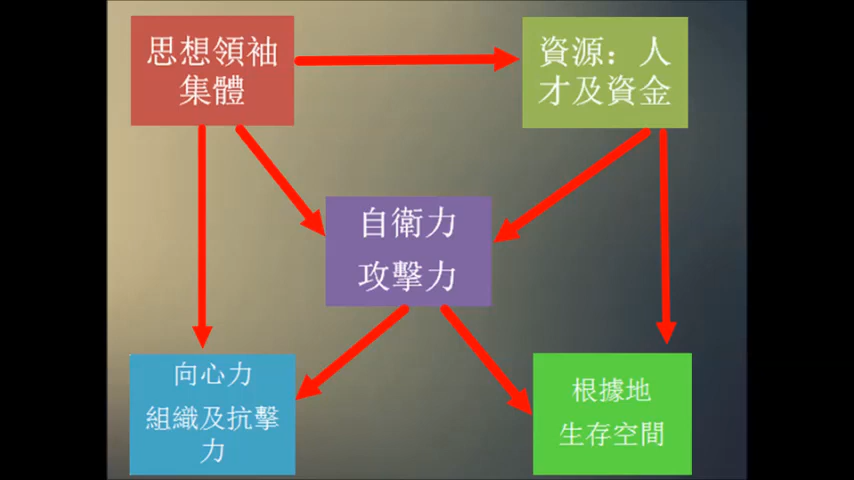 思想領袖
集體
資源：人
才及資金
自衛力
攻擊力
向心力
組織及抗擊
力
根據地
生存空間